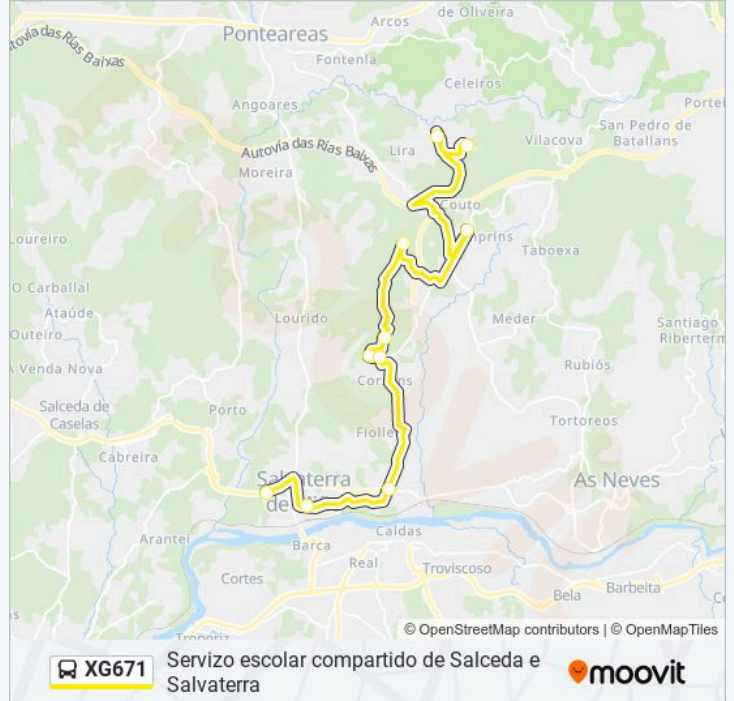 Arcos
de Oliveira
Ponteareas
Fontenla
Autovía das Rías Baixas
Celeiros
Angoares
San Pedro de
Batallans
Autovía das Rías Baixas
Lira
Vilacova
Moreira
Couto
Loureiro
Taboexa
O Carballal
Ataúde
Outeiro
Lourido
Meder
Santiago
A Venda Nova
Rubiós
Salceda de
Caselas
Porto
Tortoreos
Cabreira
Salvaterra
de
As Neves
Arantei
Caldas
Barca
Real
Troviscoso
Cortes
Bela
Barbeita
© OpenStreetMap contributors | © OpenMapTiles
XG671
Servizo escolar compartido de Salceda e
Salvaterra
moovit